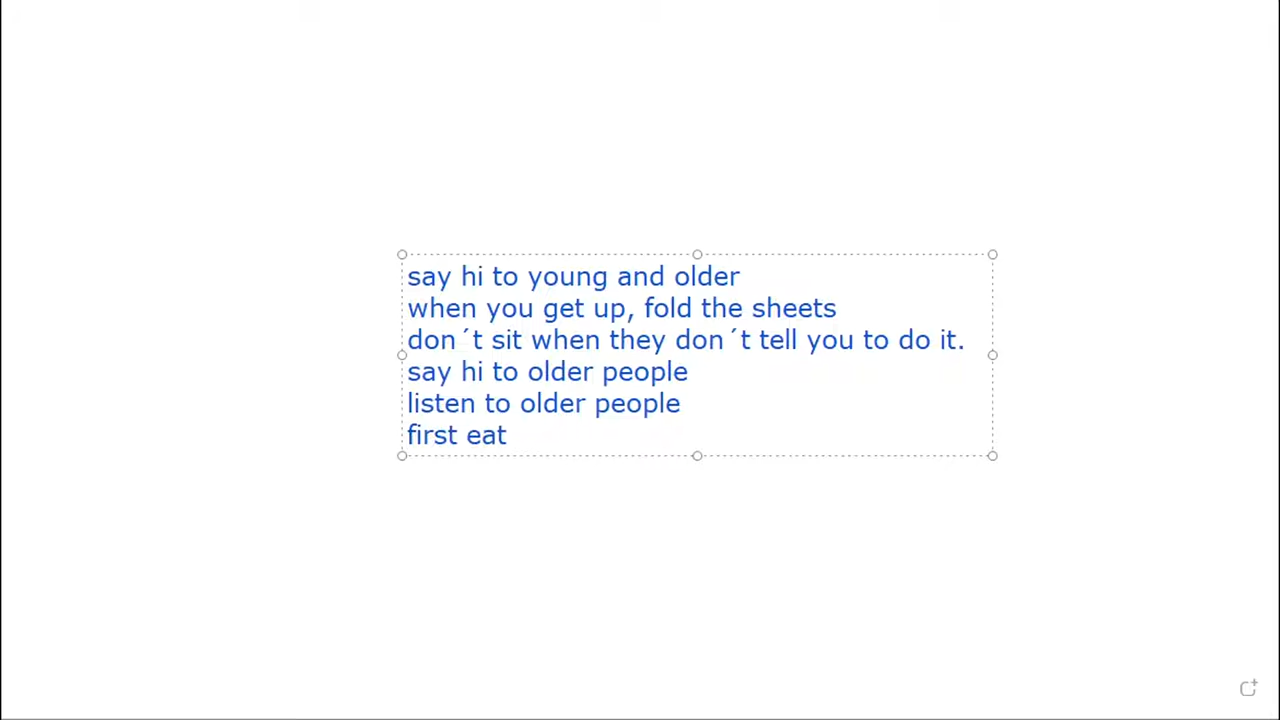 say hi to young and older
when you get up, fold the sheets
don´t sit when they don´t tell you to do it.
say hi to older people
listen to older people
first eat